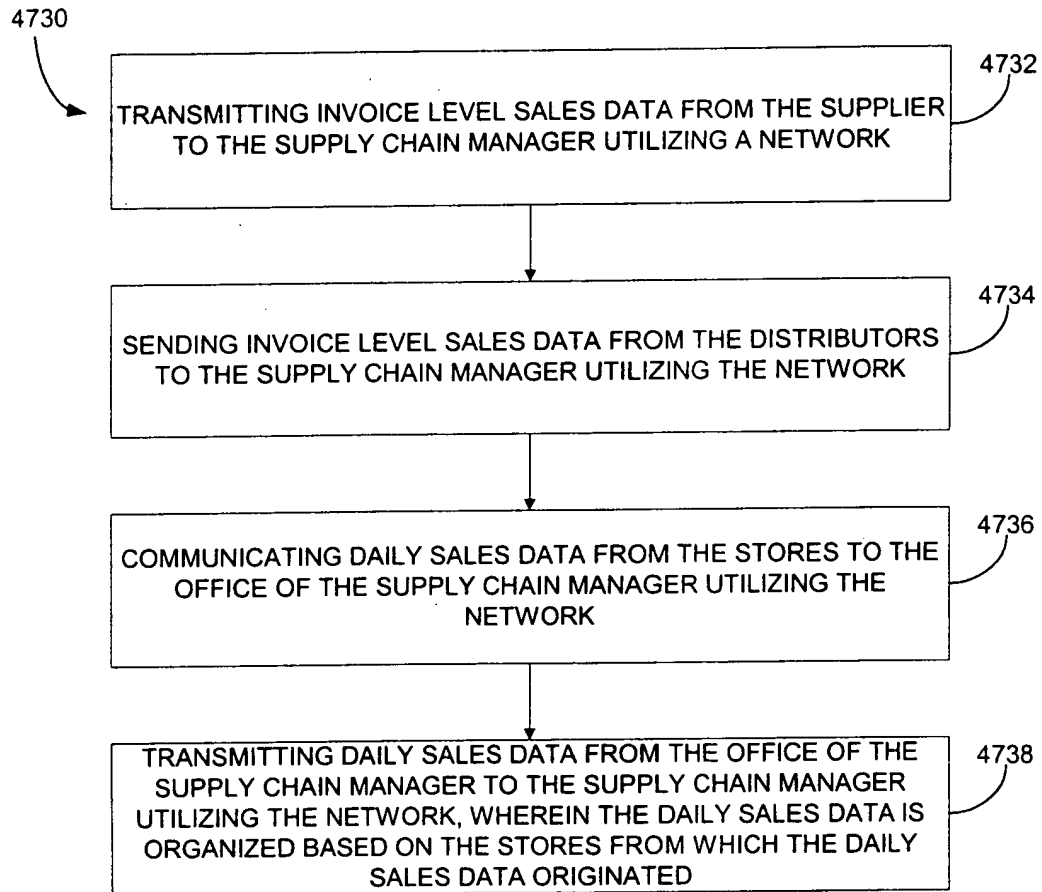 4730
4732
TRANSMITTING INVOICE LEVEL SALES DATA FROM THE SUPPLIER
TO THE SUPPLY CHAIN MANAGER UTILIZING A NETWORK
4734
SENDING INVOICE LEVEL SALES DATA FROM THE DISTRIBUTORS
TO THE SUPPLY CHAIN MANAGER UTILIZING THE NETWORK
4736
COMMUNICATING DAILY SALES DATA FROM THE STORES TO THE
OFFICE OF THE SUPPLY CHAIN MANAGER UTILIZING THE
NETWORK
4738
TRANSMITTING DAILY SALES DATA FROM THE OFFICE OF THE
SUPPLY CHAIN MANAGER TO THE SUPPLY CHAIN MANAGER
UTILIZING THE NETWORK, WHEREIN THE DAILY SALES DATA IS
ORGANIZED BASED ON THE STORES FROM WHICH THE DAILY
SALES DATA ORIGINATED